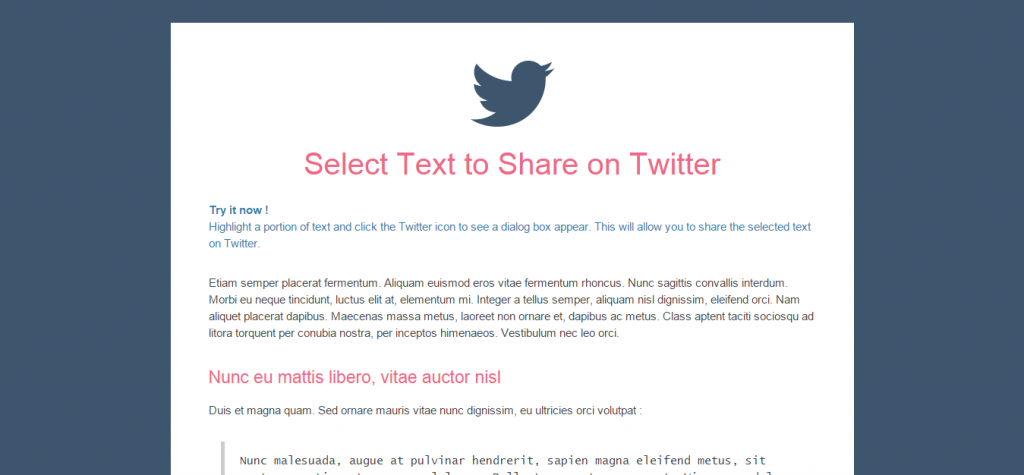 Select Text to Share on Twitter
Try it now !
Highlight a portion of text and click the Twitter icon to see a dialog box appear. This will allow you to share the selected text
on Twitter.
Etiam semper placerat fermentum. Aliquam euismod eros vitae fermentum rhoncus. Nunc sagittis convallis interdum.
Morbi eu neque tincidunt, luctus elit at, elementum mi. Integer a tellus semper, aliquam nisl dignissim, eleifend orci. Nam
aliquet placerat dapibus. Maecenas massa metus, laoreet non ornare et, dapibus ac metus. Class aptent taciti sociosqu ad
litora torquent per conubia nostra, per inceptos himenaeos. Vestibulum nec leo orci.
Nunc eu mattis libero, vitae auctor nisl
Duis et magna quam. Sed ornare mauris vitae nunc dignissim, eu ultricies orci volutpat :
Nunc malesuada, augue at pulvinar hendrerit, sapien magna eleifend metus, sit